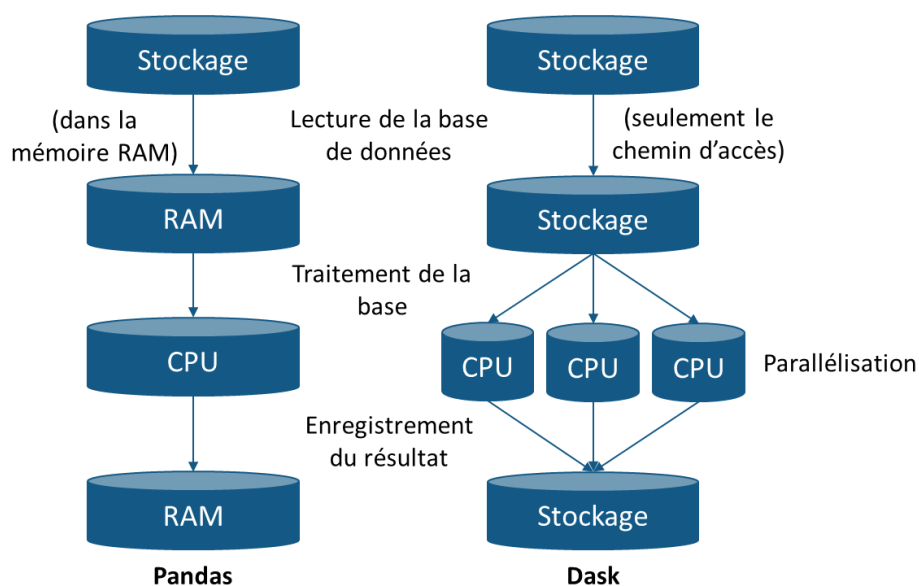 Stockage
Stockage
(dans la
mémoire RAM)
Lecture de la base
de données
(seulement le
chemin d'accès)
RAM
Stockage
Traitement de la
base
CPU
CPU
CPU
CPU
Parallélisation
Enregistrement
du résultat
RAM
Stockage
Pandas
Dask